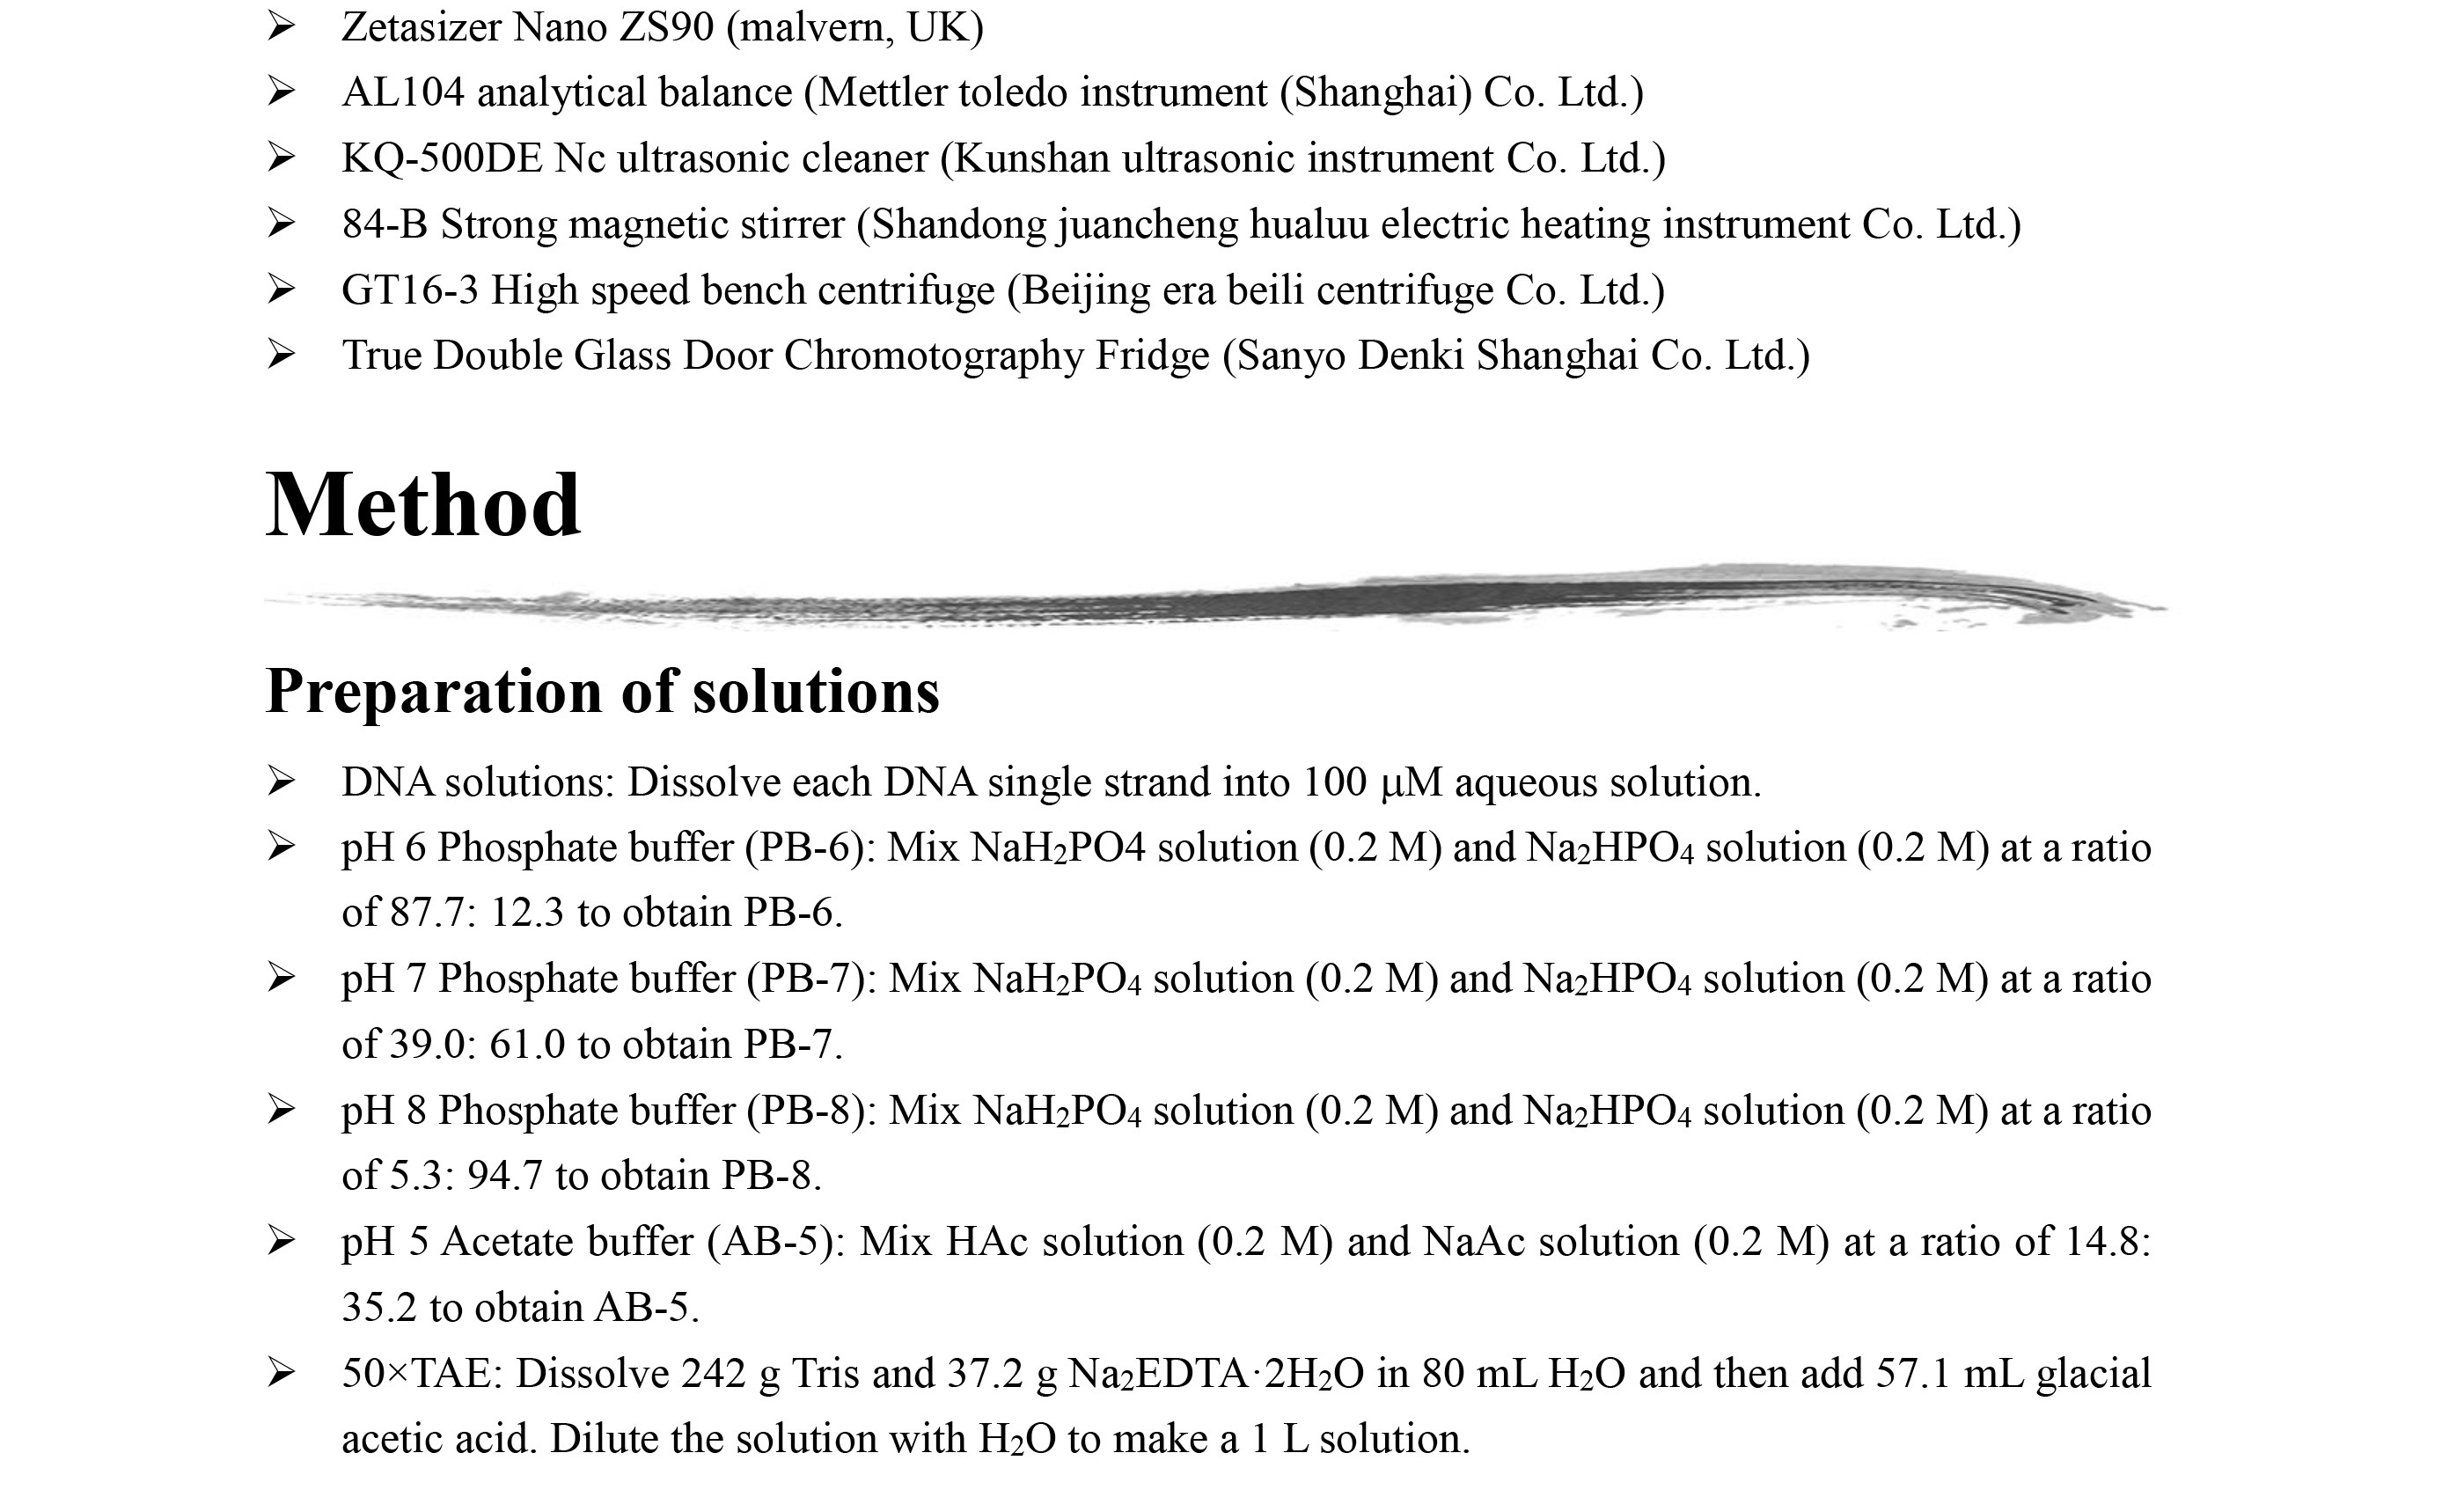 ➢ Zetasizer Nano ZS90 (malvern, UK)
➢ AL104 analytical balance (Mettler toledo instrument (Shanghai) Co. Ltd.)
➢ KQ-500DE Nc ultrasonic cleaner (Kunshan ultrasonic instrument Co. Ltd.)
➢ 84-B Strong magnetic stirrer (Shandong juancheng hualuu electric heating instrument Co. Ltd.)
➢ GT16-3 High speed bench centrifuge (Beijing era beili centrifuge Co. Ltd.)
➢ True Double Glass Door Chromotography Fridge (Sanyo Denki Shanghai Co. Ltd.)
Method
Preparation of solutions
➢ DNA solutions: Dissolve each DNA single strand into 100 μM aqueous solution.
➢ pH 6 Phosphate buffer (PB-6): Mix NaH₂PO4 solution (0.2 M) and Na₂HPO₄ solution (0.2 M) at a ratio
of 87.7: 12.3 to obtain PB-6.
➢ pH 7 Phosphate buffer (PB-7): Mix NaH₂PO₄ solution (0.2 M) and Na₂HPO₄ solution (0.2 M) at a ratio
of 39.0: 61.0 to obtain PB-7.
➢ pH 8 Phosphate buffer (PB-8): Mix NaH₂PO₄ solution (0.2 M) and Na₂HPO₄ solution (0.2 M) at a ratio
of 5.3: 94.7 to obtain PB-8.
➢ pH 5 Acetate buffer (AB-5): Mix HAc solution (0.2 M) and NaAc solution (0.2 M) at a ratio of 14.8:
35.2 to obtain AB-5.
➢ 50×TAE: Dissolve 242 g Tris and 37.2 g Na₂EDTA·2H₂O in 80 mL H₂O and then add 57.1 mL glacial
acetic acid. Dilute the solution with H₂O to make a 1 L solution.